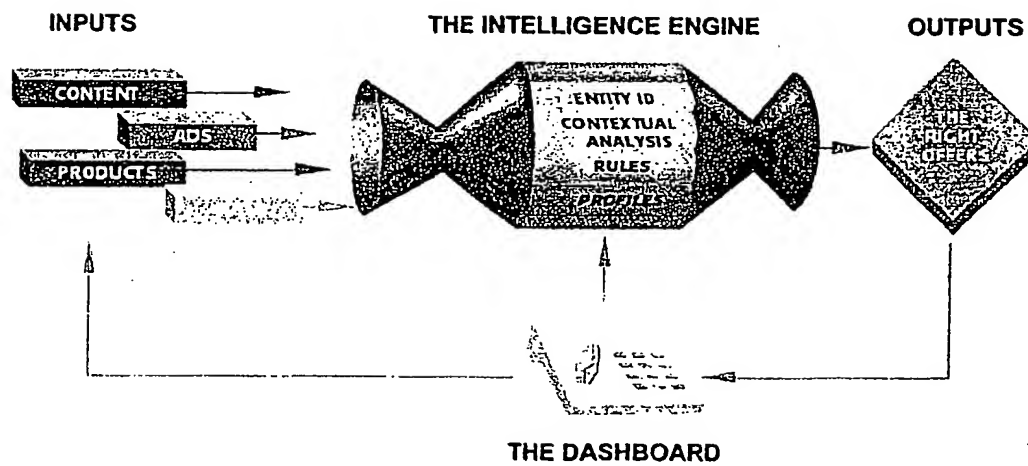 INPUTS
THE INTELLIGENCE ENGINE
OUTPUTS
CONTENT
ADS
PRODUCTS
ENTITY ID
CONTEXTUAL
ANALYSIS
RULES
PROFILES
THE
RIGHT
OFFERS
THE DASHBOARD